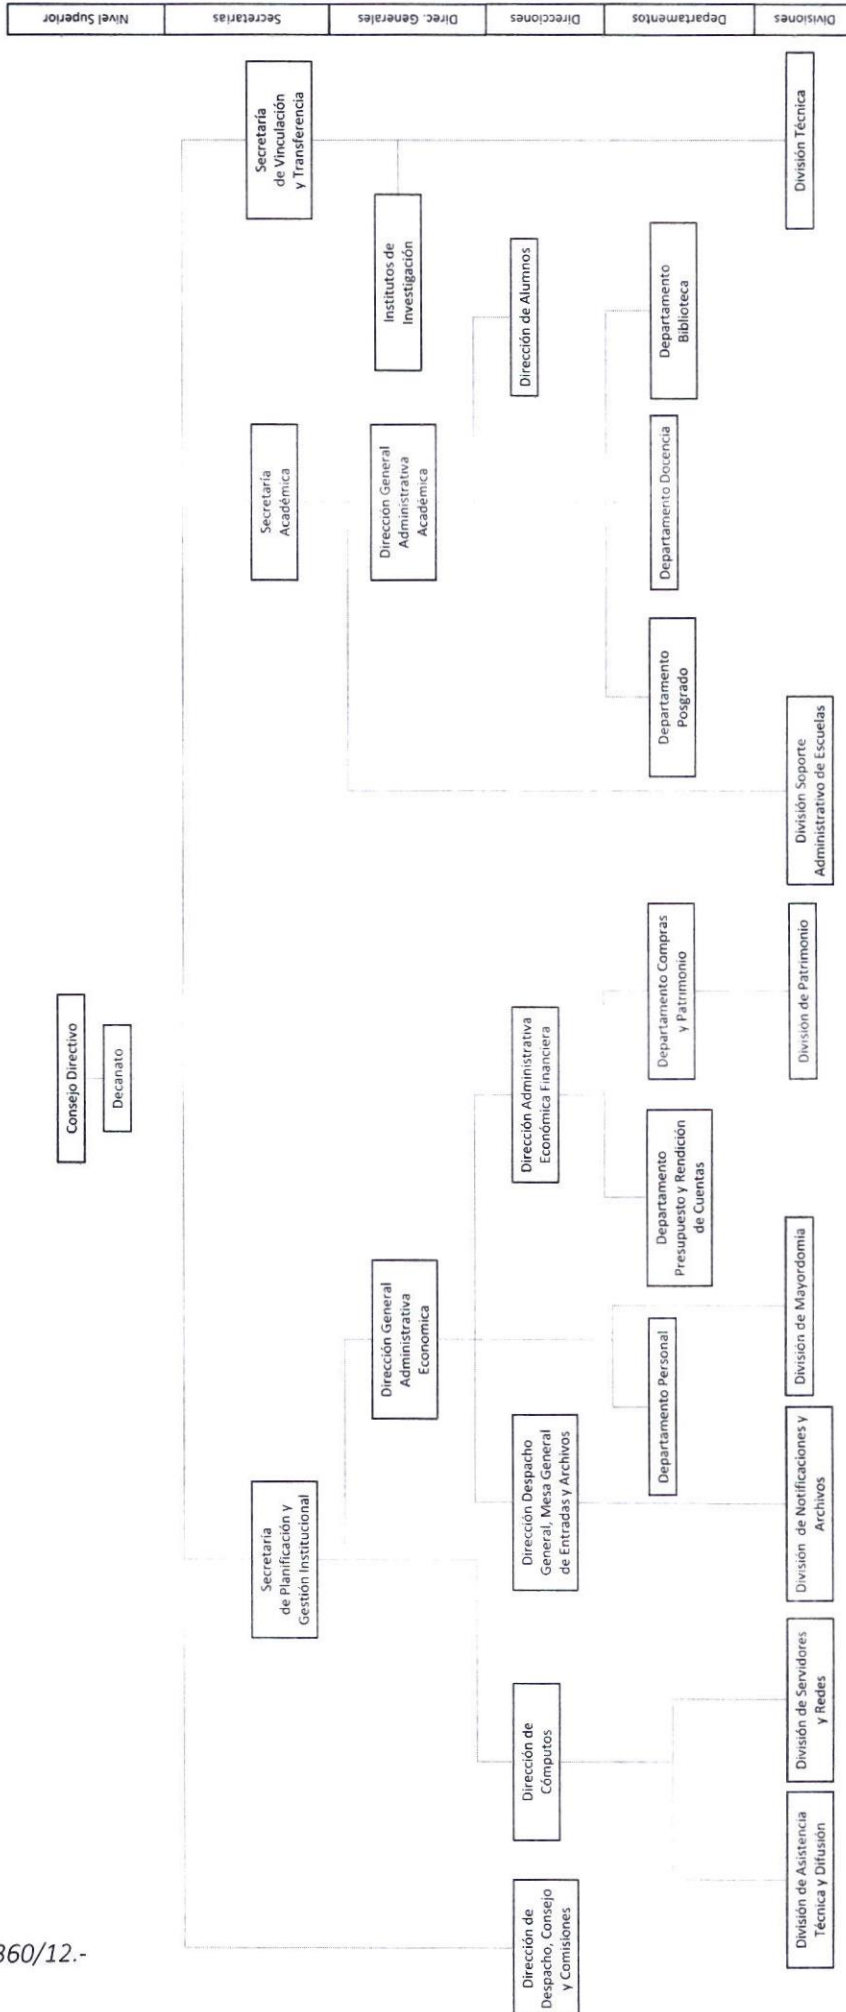 Nivel Superior
Secretarías
Direc. Generales
Direcciones
Departamentos
Divisiones
Consejo Directivo
Decanato
Secretaria
de Planificación y
Gestión Institucional
Secretaría
Académica
Secretaría
de Vinculación
y Transferencia
Dirección General
Administrativa
Economica
Dirección General
Administrativa
Académica
Institutos de
Investigación
Dirección de
Despacho, Consejo
y Comisiones
Dirección de
Cómputos
Dirección Despacho
General, Mesa General
de Entradas y Archivos
Dirección Administrativa
Económica Financiera
Dirección de Alumnos
Departamento Personal
Departamento
Presupuesto y Rendición
de Cuentas
Departamento Compras
y Patrimonio
Departamento
Posgrado
Departamento Docencia
Departamento
Biblioteca
División de Asistencia
Técnica y Difusión
División de Servidores
y Redes
División de Notificaciones y
Archivos
División de Mayordomia
División de Patrimonio
División Soporte
Administrativo de Escuelas
División Técnica
360/12.-